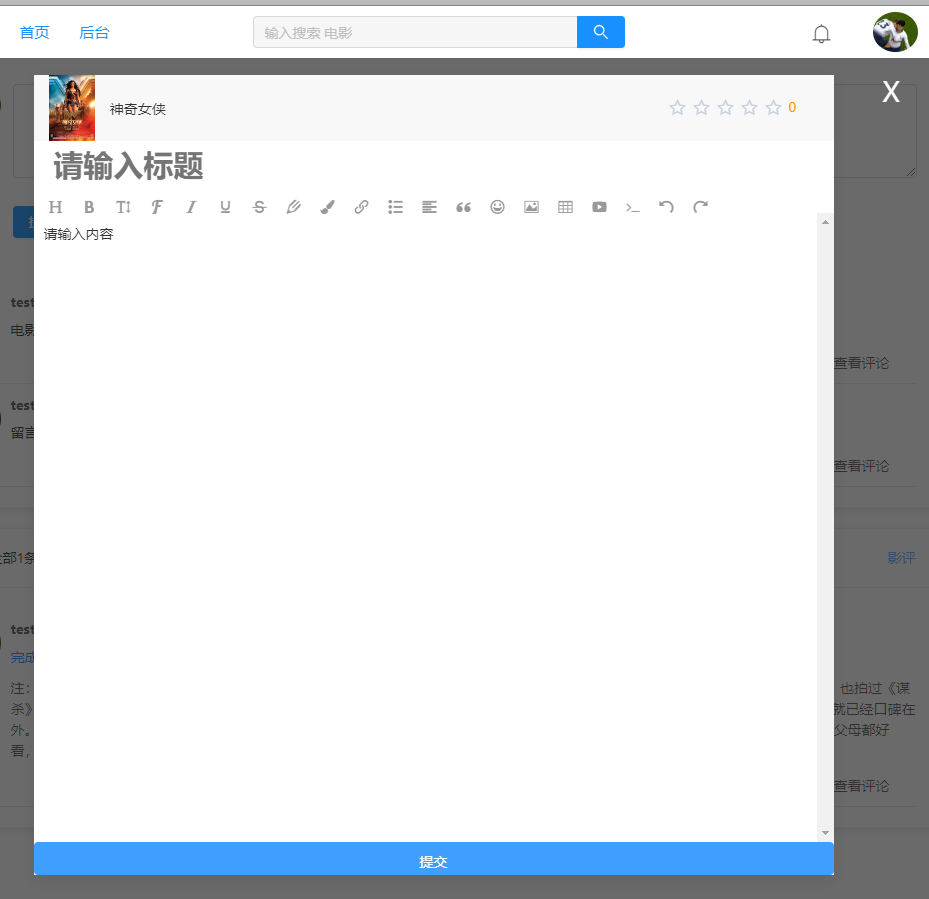 首页 后台 输入搜索 电影
X
神奇女侠 0
请输入标题
请输入内容
test
电影
查看评论
test
留言
查看评论
全部1条
影评
test
完成
注： 也拍过《谋
杀》 就已经口碑在
外。 父母都好
看，
查看评论
提交